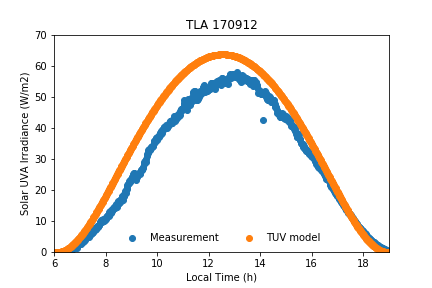 TLA 170912
Solar UVA Irradiance (W/m2)
70
60
50
40
30
20
10
0
6 8 10 12 14 16 18
Local Time (h)
Measurement TUV model